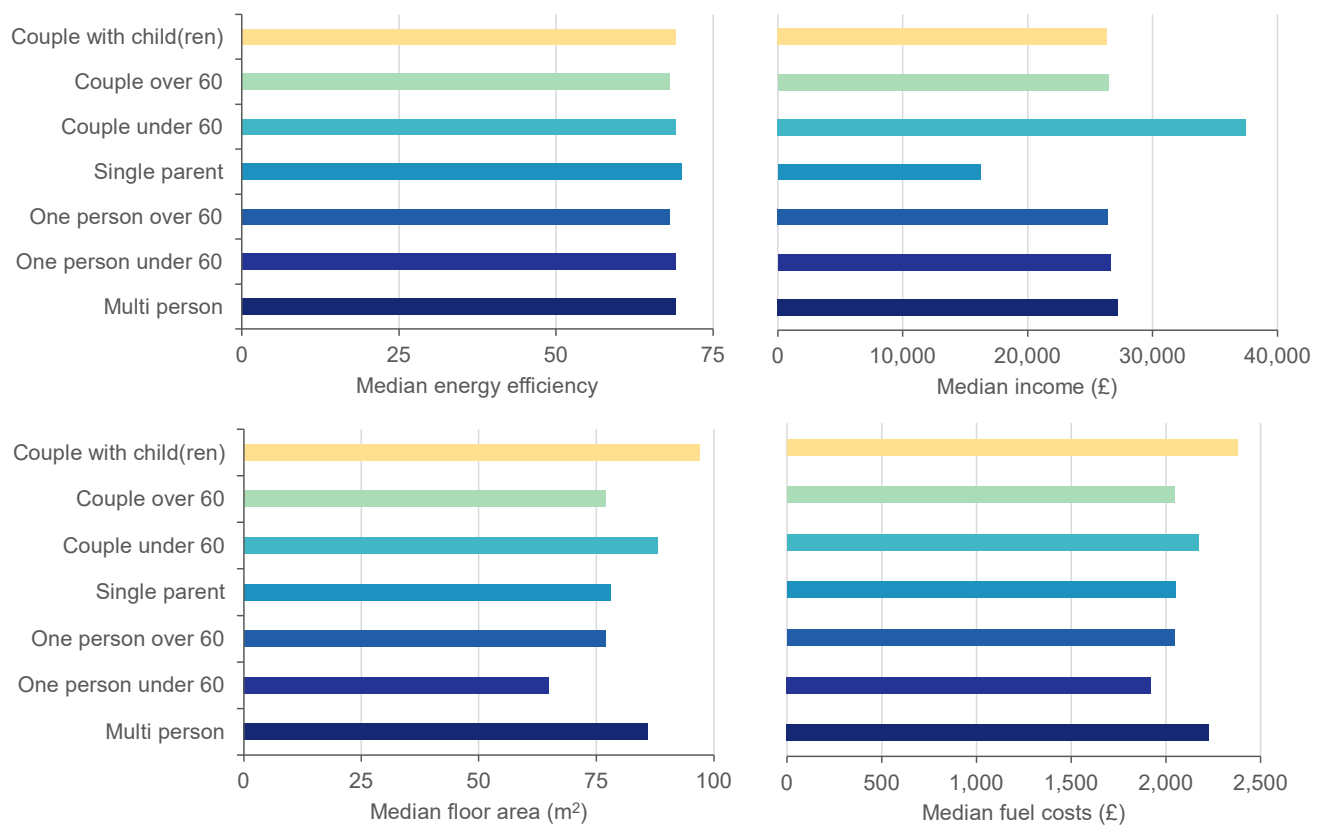 Couple with child(ren)
Couple over 60
Couple under 60
Single parent
One person over 60
One person under 60
Multi person
0 25 50 75
Median energy efficiency
0 10,000 20,000 30,000 40,000
Median income (£)
Couple with child(ren)
Couple over 60
Couple under 60
Single parent
One person over 60
One person under 60
Multi person
0 25 50 75 100
Median floor area (m²)
0 500 1,000 1,500 2,000 2,500
Median fuel costs (£)